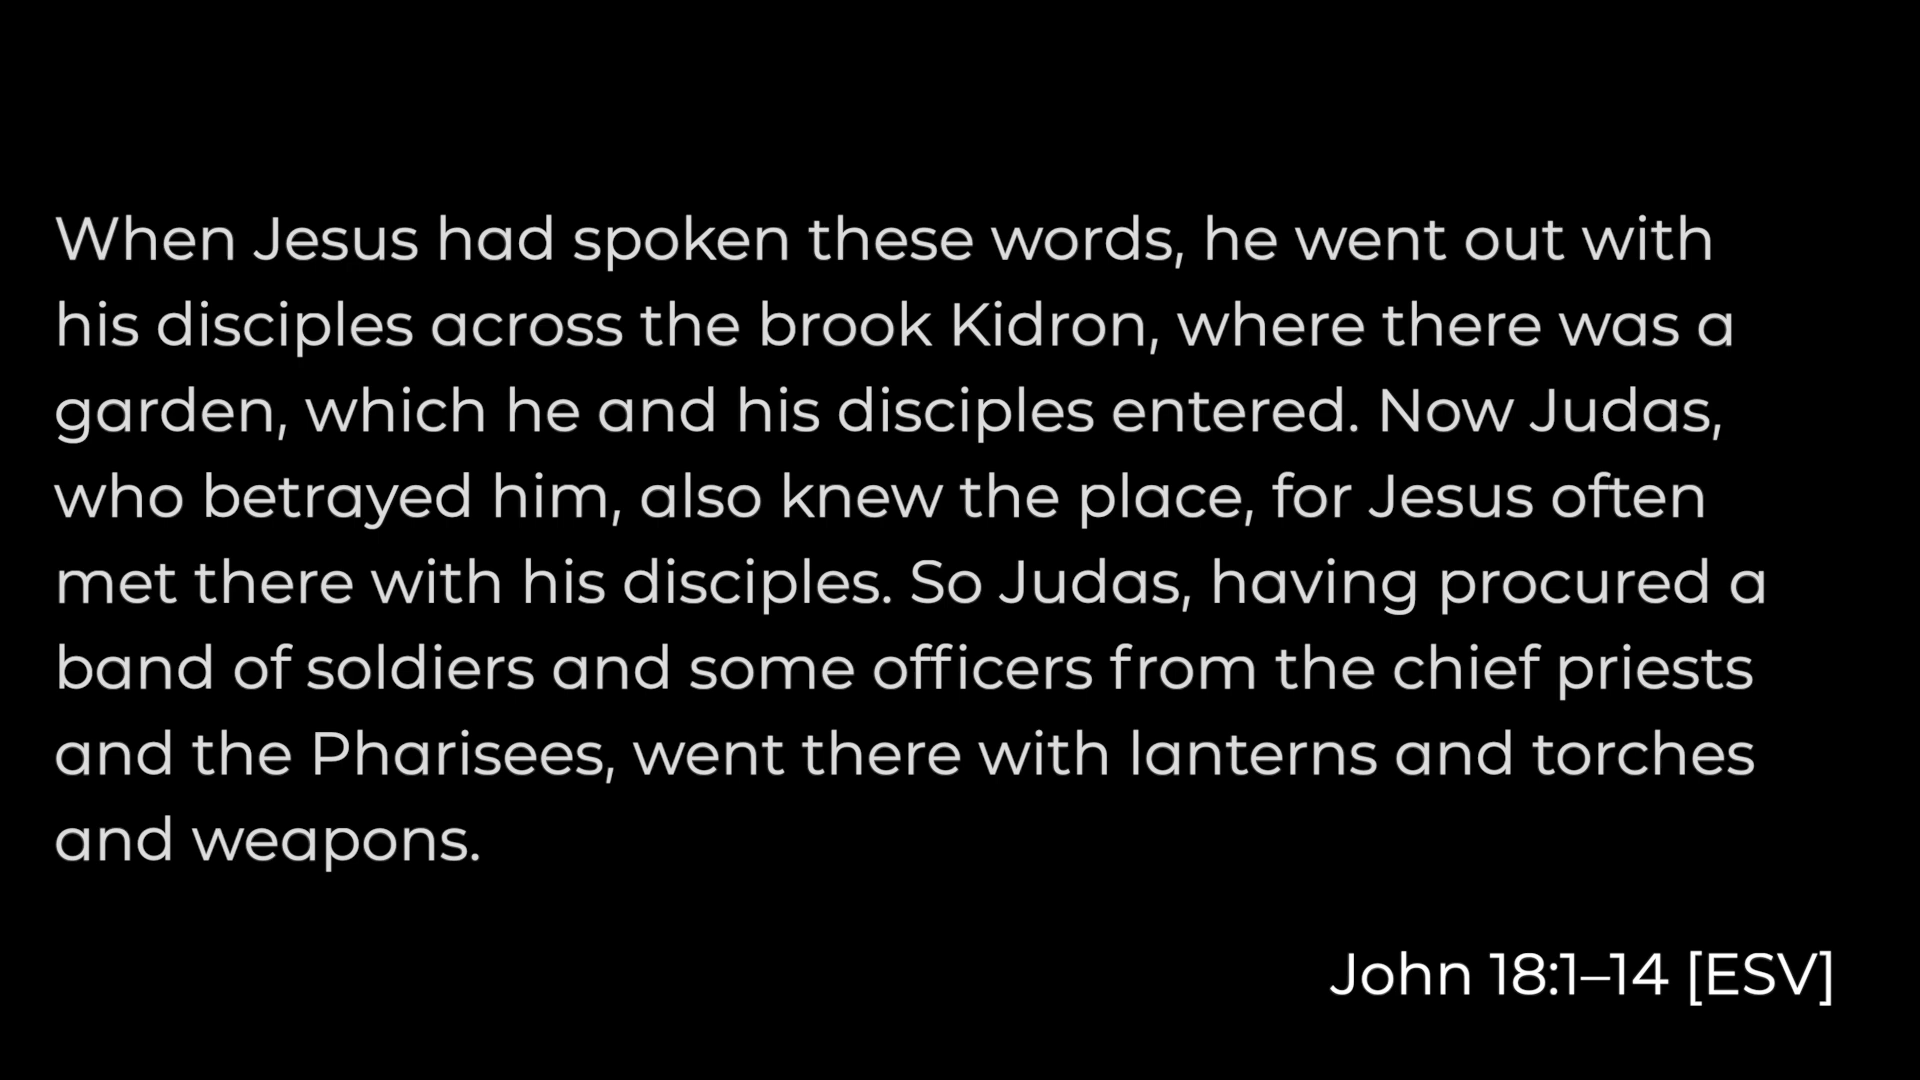 When Jesus had spoken these words, he went out with
his disciples across the brook Kidron, where there was a
garden, which he and his disciples entered. Now Judas,
who betrayed him, also knew the place, for Jesus often
met there with his disciples. So Judas, having procured a
band of soldiers and some officers from the chief priests
and the Pharisees, went there with lanterns and torches
and weapons.
John 18:1–14 [ESV]